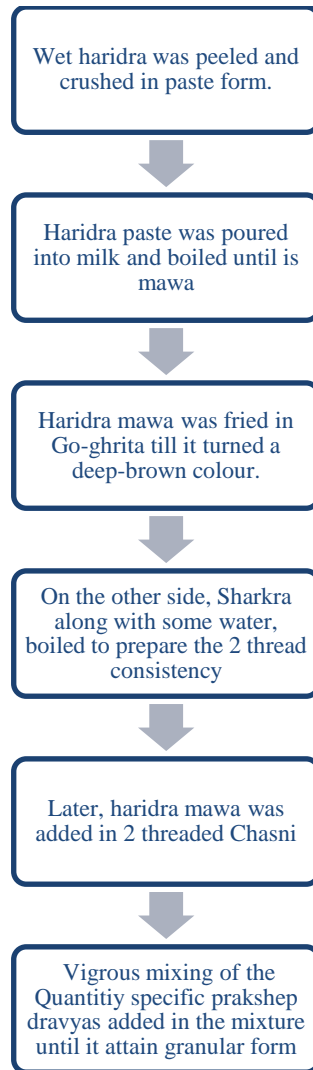 Wet haridra was peeled and
crushed in paste form.
Haridra paste was poured
into milk and boiled until is
mawa
Haridra mawa was fried in
Go-ghrita till it turned a
deep-brown colour.
On the other side, Sharkra
along with some water,
boiled to prepare the 2 thread
consistency
Later, haridra mawa was
added in 2 threaded Chasni
Vigrous mixing of the
Quantitiy specific prakshep
dravyas added in the mixture
until it attain granular form